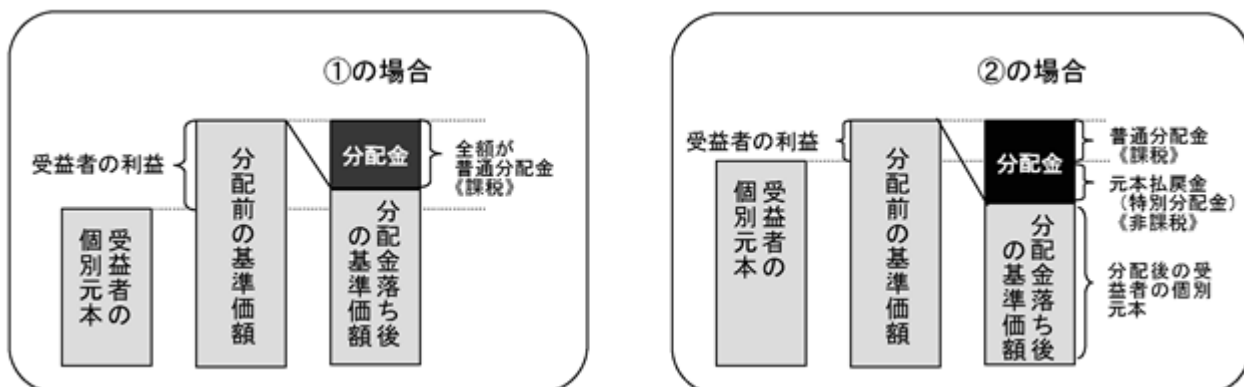 ①の場合
受益者の利益
受益者の
個別元本
分配前の基準価額
分配金
分配金落ち後
の基準価額
全額が
普通分配金
《課税》
②の場合
受益者の利益
受益者の
個別元本
分配前の基準価額
分配金
分配金落ち後
の基準価額
普通分配金
《課税》
元本払戻金
(特別分配金)
《非課税》
分配後の受
益者の個別
元本